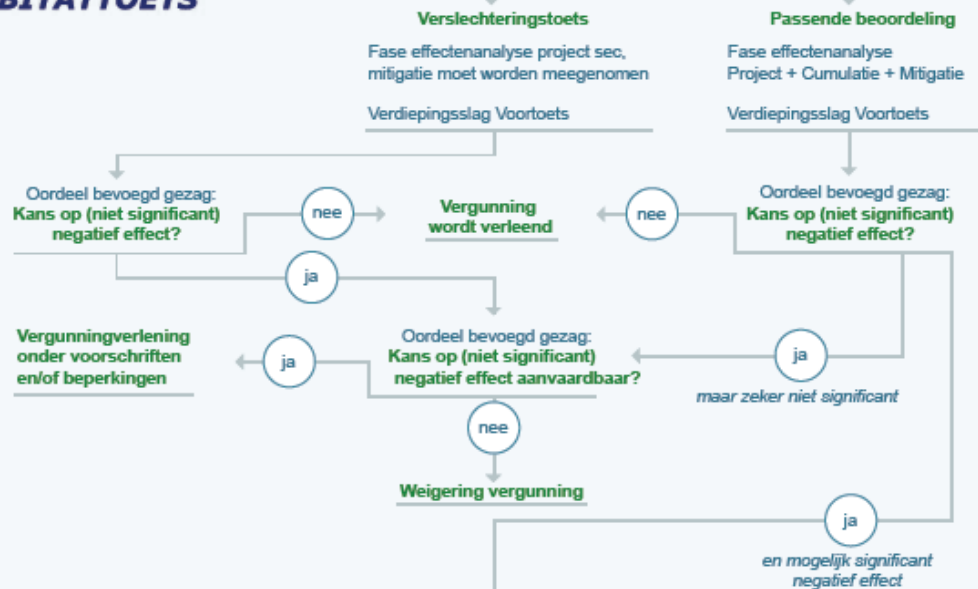 BITATTOETS
Verslechteringstoets
Fase effectenanalyse project sec,
mitigatie moet worden meegenomen
Verdiepingsslag Voortoets
Passende beoordeling
Fase effectenanalyse
Project + Cumulatie + Mitigatie
Verdiepingsslag Voortoets
Oordeel bevoegd gezag:
Kans op (niet significant)
negatief effect?
nee
Vergunning
wordt verleend
nee
Oordeel bevoegd gezag:
Kans op (niet significant)
negatief effect?
ja
Vergunningverlening
onder voorschriften
en/of beperkingen
ja
Oordeel bevoegd gezag:
Kans op (niet significant)
negatief effect aanvaardbaar?
ja
maar zeker niet significant
nee
Weigering vergunning
ja
en mogelijk significant
negatief effect